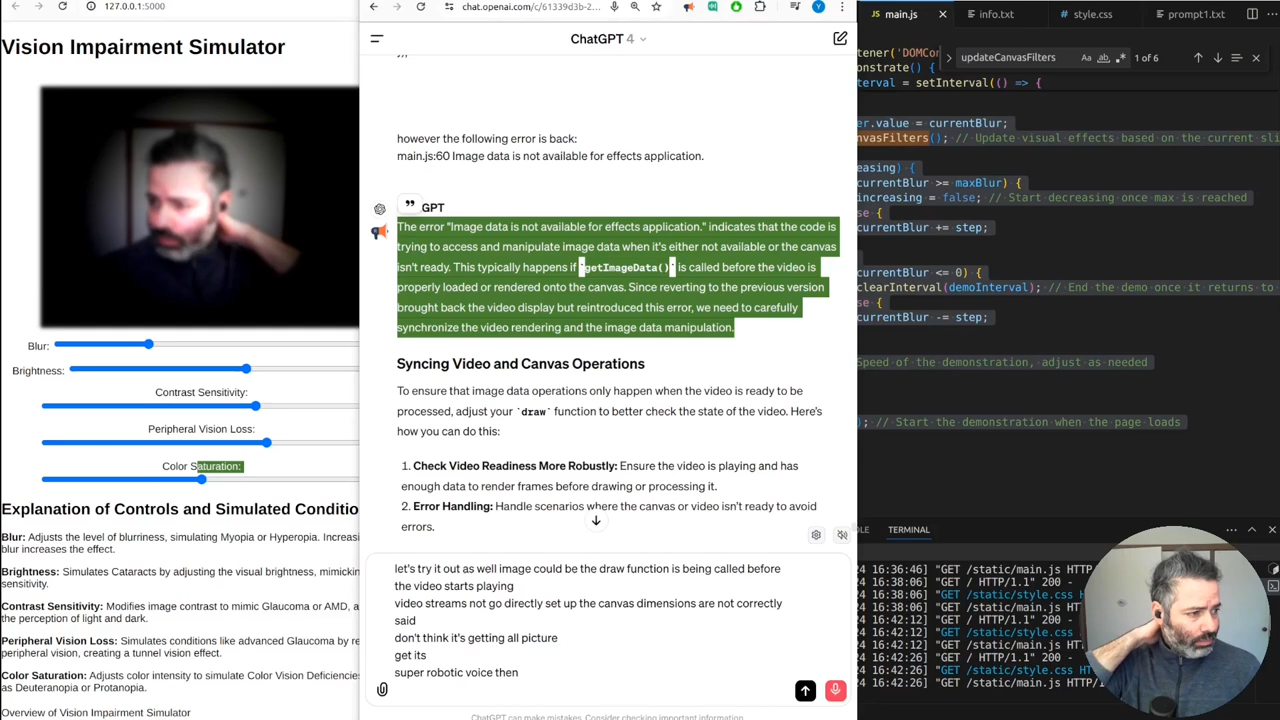 127.0.0.1:5000
Vision Impairment Simulator
Blur:
Brightness:
Contrast Sensitivity:
Peripheral Vision Loss:
Color Saturation:
Explanation of Controls and Simulated Conditio
Blur: Adjusts the level of blurriness, simulating Myopia or Hyperopia. Increasi
blur increases the effect.
Brightness: Simulates Cataracts by adjusting the visual brightness, mimickin
sensitivity.
Contrast Sensitivity: Modifies image contrast to mimic Glaucoma or AMD, a
the perception of light and dark.
Peripheral Vision Loss: Simulates conditions like advanced Glaucoma by re
peripheral vision, creating a tunnel vision effect.
Color Saturation: Adjusts color intensity to simulate Color Vision Deficiencies
as Deuteranopia or Protanopia.
Overview of Vision Impairment Simulator
chat.openai.com/c/61339d3b-2...
Y
ChatGPT 4
however the following error is back:
main.js:60 Image data is not available for effects application.
GPT
The error "Image data is not available for effects application." indicates that the code is
trying to access and manipulate image data when it's either not available or the canvas
isn't ready. This typically happens if `getImageData()` is called before the video is
properly loaded or rendered onto the canvas. Since reverting to the previous version
brought back the video display but reintroduced this error, we need to carefully
synchronize the video rendering and the image data manipulation.
Syncing Video and Canvas Operations
To ensure that image data operations only happen when the video is ready to be
processed, adjust your `draw` function to better check the state of the video. Here's
how you can do this:
1. Check Video Readiness More Robustly: Ensure the video is playing and has
enough data to render frames before drawing or processing it.
2. Error Handling: Handle scenarios where the canvas or video isn't ready to avoid
errors.
let's try it out as well image could be the draw function is being called before
the video starts playing
video streams not go directly set up the canvas dimensions are not correctly
said
don't think it's getting all picture
get its
super robotic voice then
ChatGPT can make mistakes. Consider checking important information.
main.js
info.txt
style.css
prompt1.txt
tener('DOMCon
onstrate() {
terval = setInterval(() => {
updateCanvasFilters
Aa
ab
1 of 6
er.value = currentBlur;
vasFilters(); // Update visual effects based on the current sli
easing) {
currentBlur >= maxBlur) {
increasing = false; // Start decreasing once max is reached
se {
currentBlur += step;
currentBlur <= 0) {
clearInterval(demoInterval); // End the demo once it returns to
se {
currentBlur -= step;
Speed of the demonstration, adjust as needed
); // Start the demonstration when the page loads
OLE
TERMINAL
24 16:36:46] "GET /static/main.js HTTP/1.1"
24 16:38:06] "GET / HTTP/1.1" 200 -
24 16:38:06] "GET /static/style.css
24 16:38:06] "GET /static/main.js H
24 16:42:12] "GET / HTTP/1.1" 200 -
24 16:42:12] "GET /static/style.css
24 16:42:12] "GET /static/main.js H
24 16:42:26] "GET / HTTP/1.1" 200 -
24 16:42:26] "GET /static/style.css
24 16:42:26] "GET /static/main.js